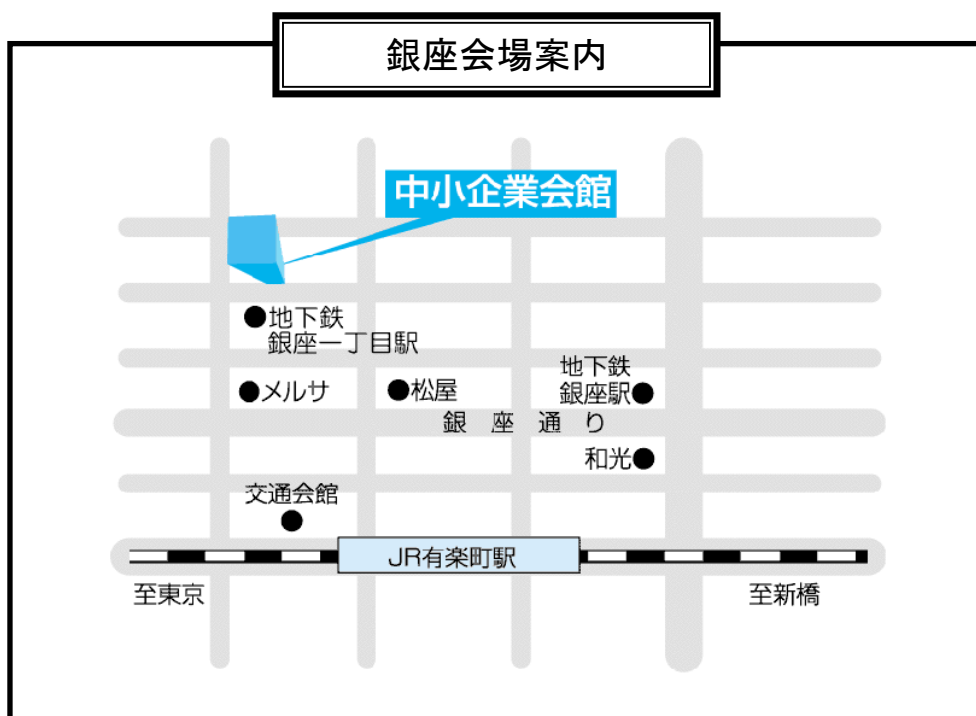 銀座会場案内
中小企業会館
●地下鉄
銀座一丁目駅
●メルサ
●松屋
地下鉄
銀座駅●
銀座通り
和光●
交通会館
JR有楽町駅
至東京
至新橋